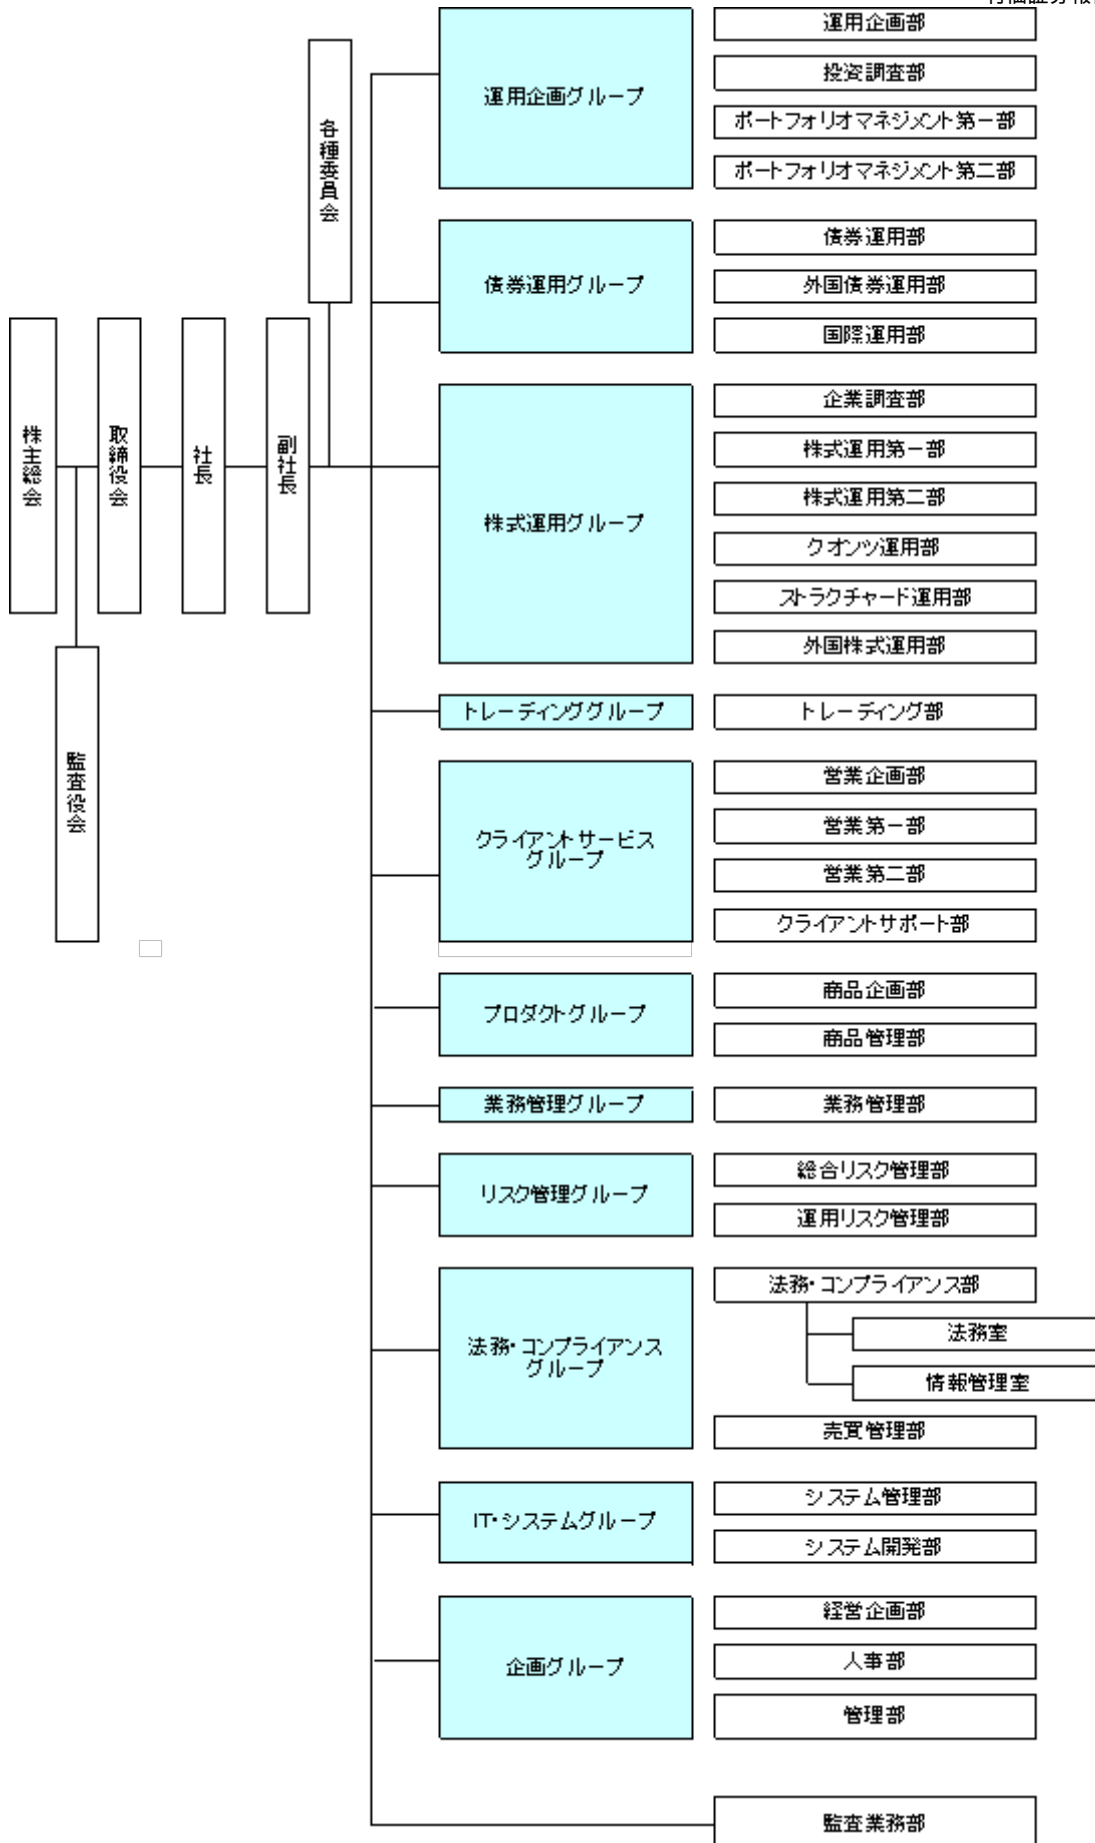 運用企画部
運用企画グループ
投資調査部
ポートフォリオマネジメント第一部
ポートフォリオマネジメント第二部
各種委員会
債券運用グループ
債券運用部
外国債券運用部
国際運用部
株主総会
取締役会
社長
副社長
監査役会
株式運用グループ
企業調査部
株式運用第一部
株式運用第二部
クオンツ運用部
ストラクチャード運用部
外国株式運用部
トレーディンググループ
トレーディング部
クライアントサービス
グループ
営業企画部
営業第一部
営業第二部
クライアントサポート部
プロダクトグループ
商品企画部
商品管理部
業務管理グループ
業務管理部
リスク管理グループ
総合リスク管理部
運用リスク管理部
法務・コンプライアンス
グループ
法務・コンプライアンス部
法務室
情報管理室
売買管理部
IT・システムグループ
システム管理部
システム開発部
企画グループ
経営企画部
人事部
管理部
監査業務部